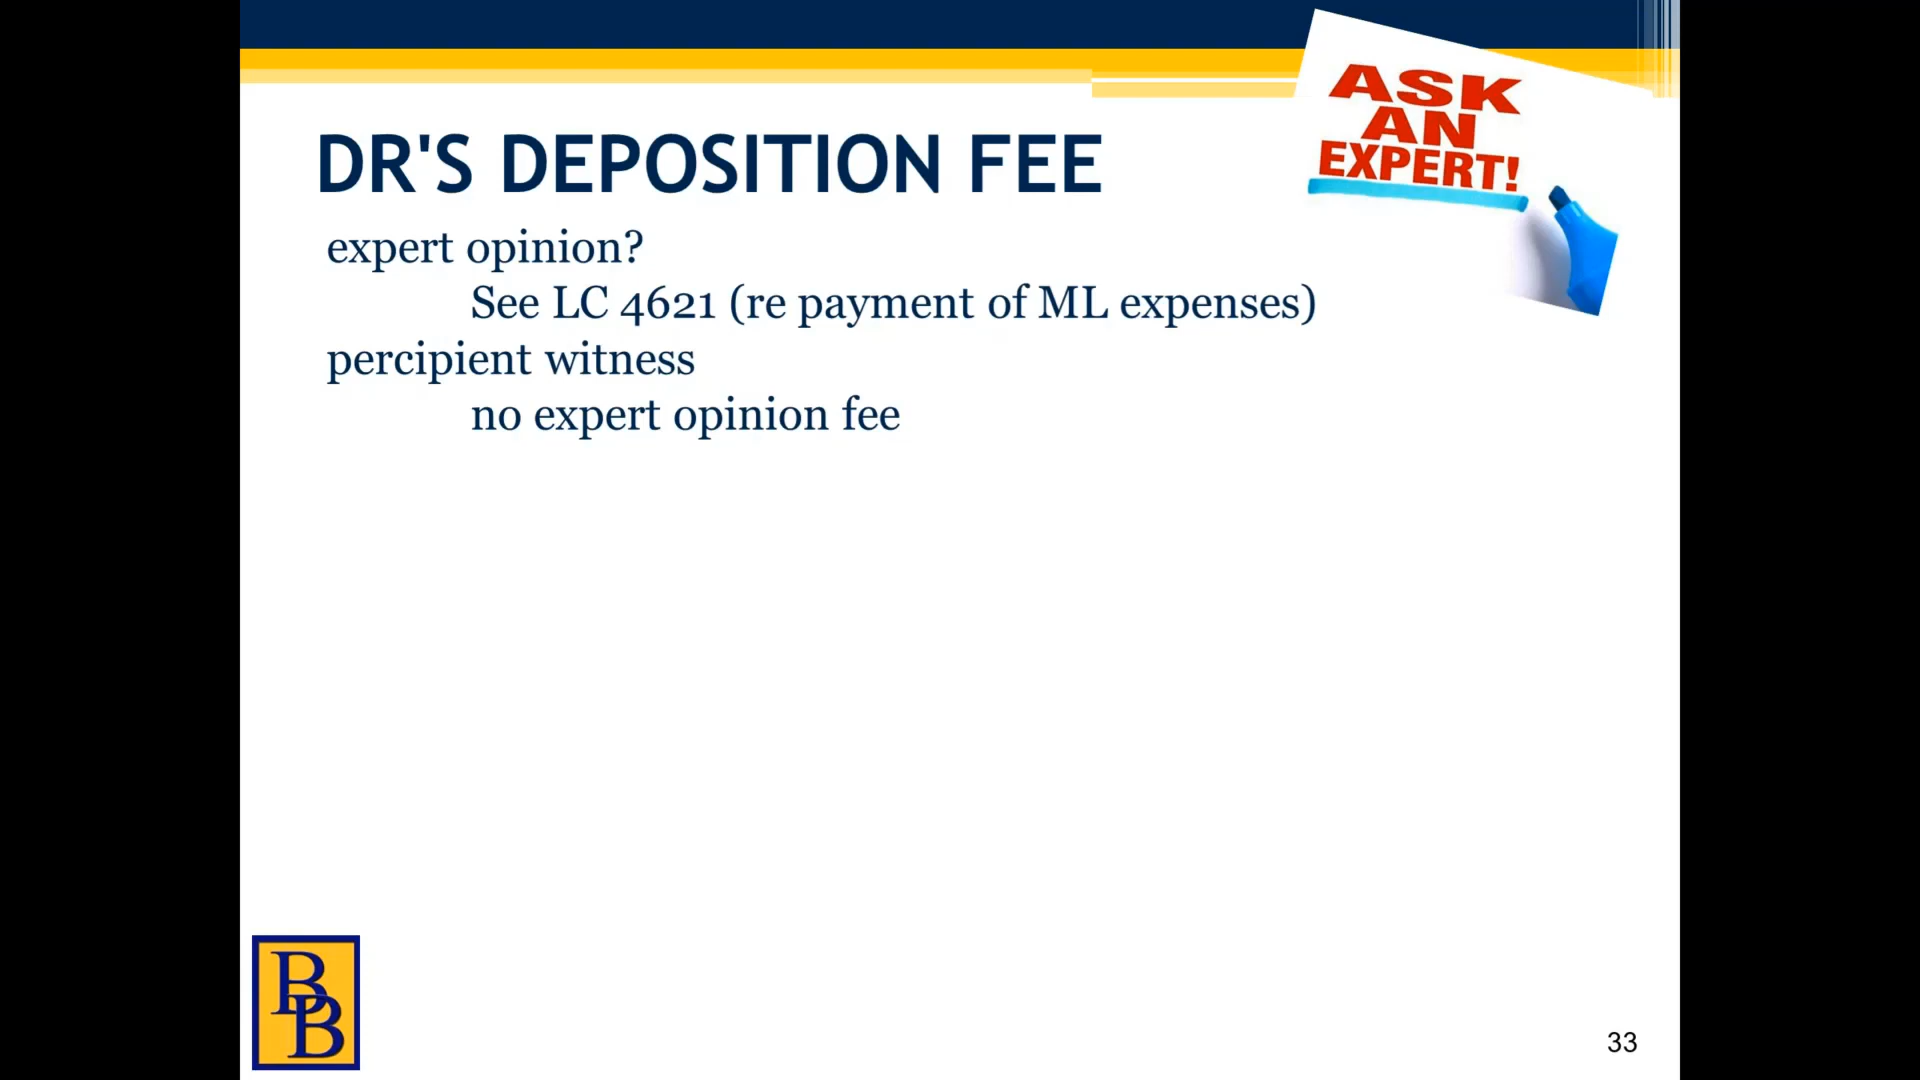 ASK
AN
EXPERT!
DR'S DEPOSITION FEE
expert opinion?
See LC 4621 (re payment of ML expenses)
percipient witness
no expert opinion fee
BB
33